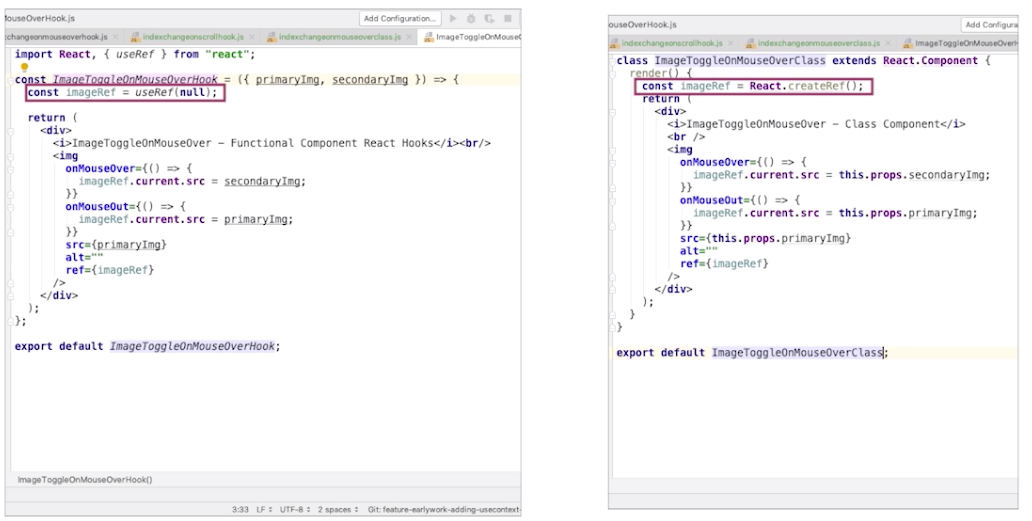 MouseOverHook.js
Add Configuration...
xchangeonmouseoverhook.js
indexchangeonscrollhook.js
indexchangeonmouseoverclass.js
ImageToggleOnMouseO
import React, { useRef } from "react";
const ImageToggleOnMouseOverHook = ({ primaryImg, secondaryImg }) => {
const imageRef = useRef(null);
return (
<div>
<i>ImageToggleOnMouseOver – Functional Component React Hooks</i><br/>
<img
onMouseOver={() => {
imageRef.current.src = secondaryImg;
}}
onMouseOut={() => {
imageRef.current.src = primaryImg;
}}
src={primaryImg}
alt=""
ref={imageRef}
/>
</div>
);
};
export default ImageToggleOnMouseOverHook;
ImageToggleOnMouseOverHook()
3:33 LF UTF-8 2 spaces Git: feature-earlywork-adding-usecontext-
ouseOverHook.js
Add Configura
indexchangeonscrollhook.js
indexchangeonmouseoverclass.js
ImageToggleOnMouseOverH
class ImageToggleOnMouseOverClass extends React.Component {
render() {
const imageRef = React.createRef();
return (
<div>
<i>ImageToggleOnMouseOver – Class Component</i>
<br />
<img
onMouseOver={() => {
imageRef.current.src = this.props.secondaryImg;
}}
onMouseOut={() => {
imageRef.current.src = this.props.primaryImg;
}}
src={this.props.primaryImg}
alt=""
ref={imageRef}
/>
</div>
);
}
}
export default ImageToggleOnMouseOverClass;